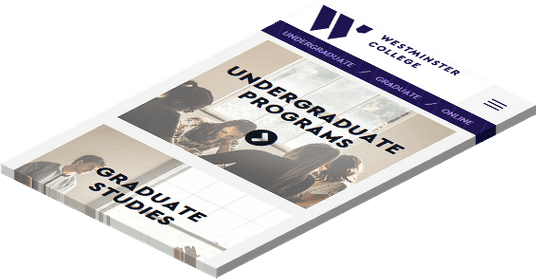 WESTMINSTER
COLLEGE
UNDERGRADUATE / GRADUATE / ONLINE
UNDERGRADUATE
PROGRAMS
GRADUATE
STUDIES